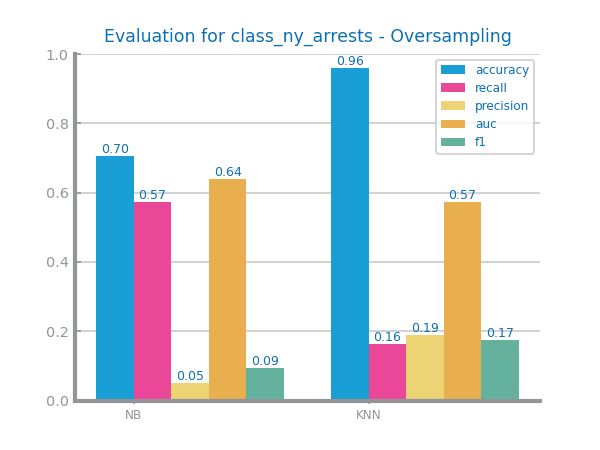 Evaluation for class_ny_arrests - Oversampling
1.0
0.8
0.6
0.4
0.2
0.0
0.70
0.57
0.05
0.64
0.09
0.96
0.16
0.19
0.57
0.17
accuracy
recall
precision
auc
f1
NB
KNN